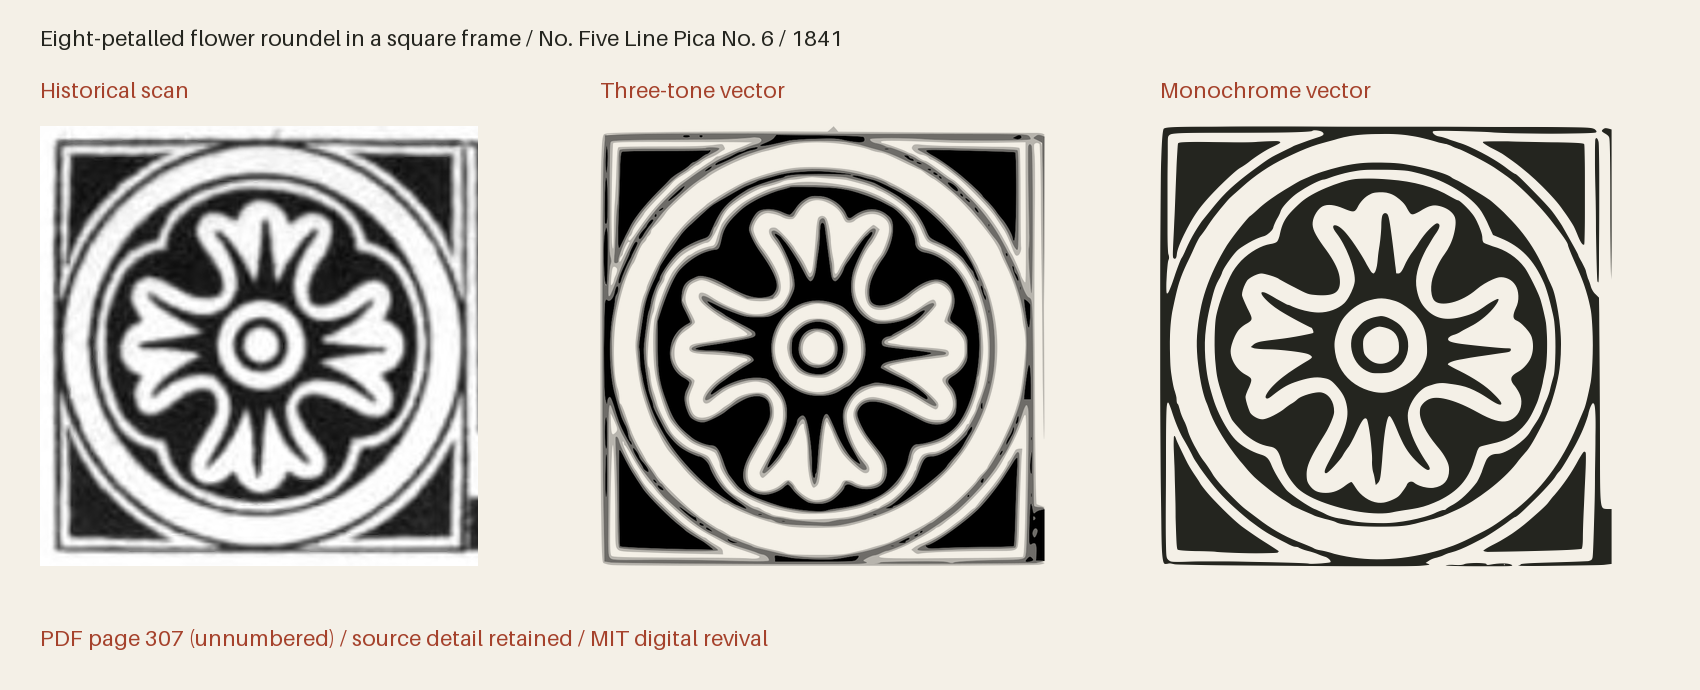 Eight-petalled flower roundel in a square frame / No. Five Line Pica No. 6 / 1841
Historical scan
Three-tone vector
Monochrome vector
PDF page 307 (unnumbered) / source detail retained / MIT digital revival